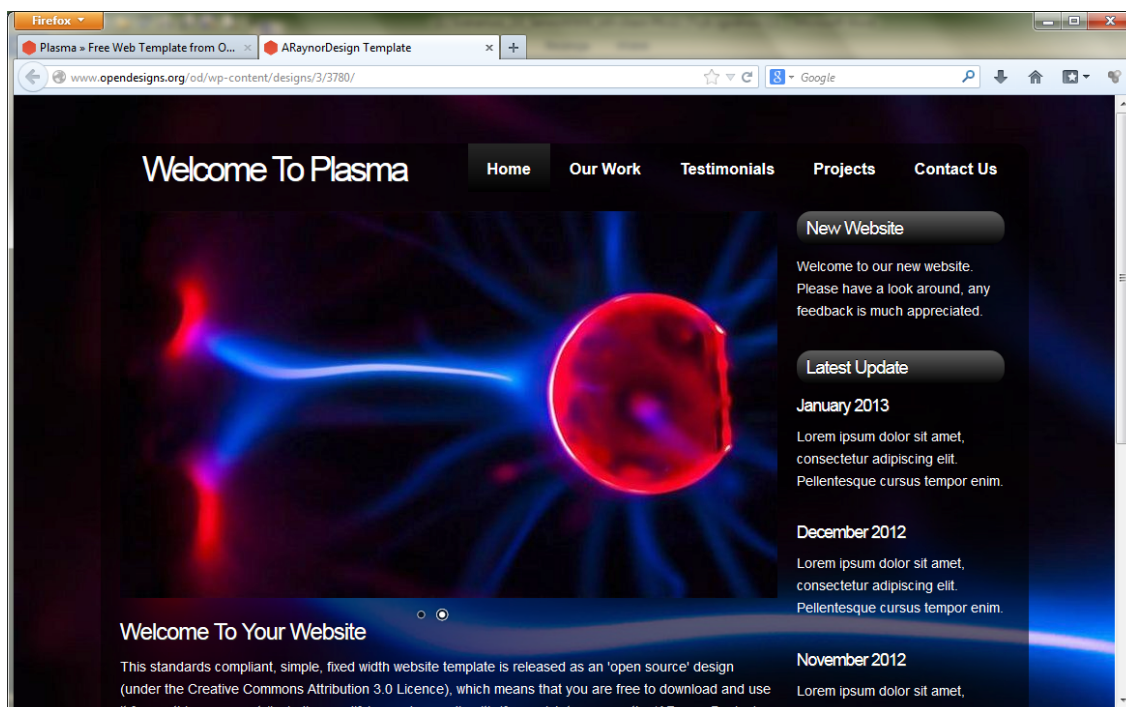 Firefox
Plasma » Free Web Template from O...
ARaynorDesign Template
www.opendesigns.org/od/wp-content/designs/3/3780/
Google
Welcome To Plasma
Home
Our Work
Testimonials
Projects
Contact Us
New Website
Welcome to our new website.
Please have a look around, any
feedback is much appreciated.
Latest Update
January 2013
Lorem ipsum dolor sit amet,
consectetur adipiscing elit.
Pellentesque cursus tempor enim.
December 2012
Lorem ipsum dolor sit amet,
consectetur adipiscing elit.
Pellentesque cursus tempor enim.
November 2012
Lorem ipsum dolor sit amet,
Welcome To Your Website
This standards compliant, simple, fixed width website template is released as an 'open source' design
(under the Creative Commons Attribution 3.0 Licence), which means that you are free to download and use